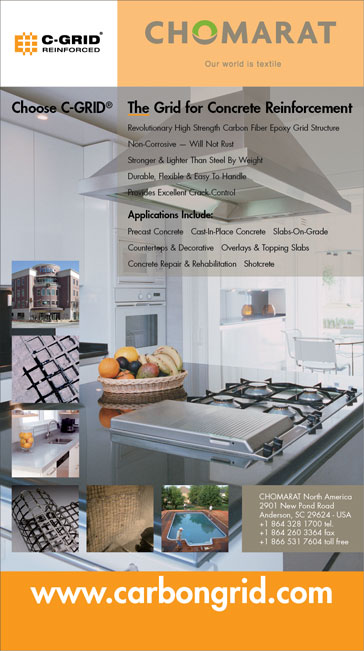 C-GRID®
REINFORCED
CHOMARAT
Our world is textile
Choose C-GRID® The Grid for Concrete Reinforcement
Revolutionary High Strength Carbon Fiber Epoxy Grid Structure
Non-Corrosive — Will Not Rust
Stronger & Lighter Than Steel By Weight
Durable, Flexible & Easy To Handle
Provides Excellent Crack Control
Applications Include:
Precast Concrete Cast-In-Place Concrete Slabs-On-Grade
Countertops & Decorative Overlays & Topping Slabs
Concrete Repair & Rehabilitation Shotcrete
CHOMARAT North America
2901 New Pond Road
Anderson, SC 29624 - USA
+1 864 328 1700 tel.
+1 864 260 3364 fax
+1 866 531 7604 toll free
www.carbongrid.com